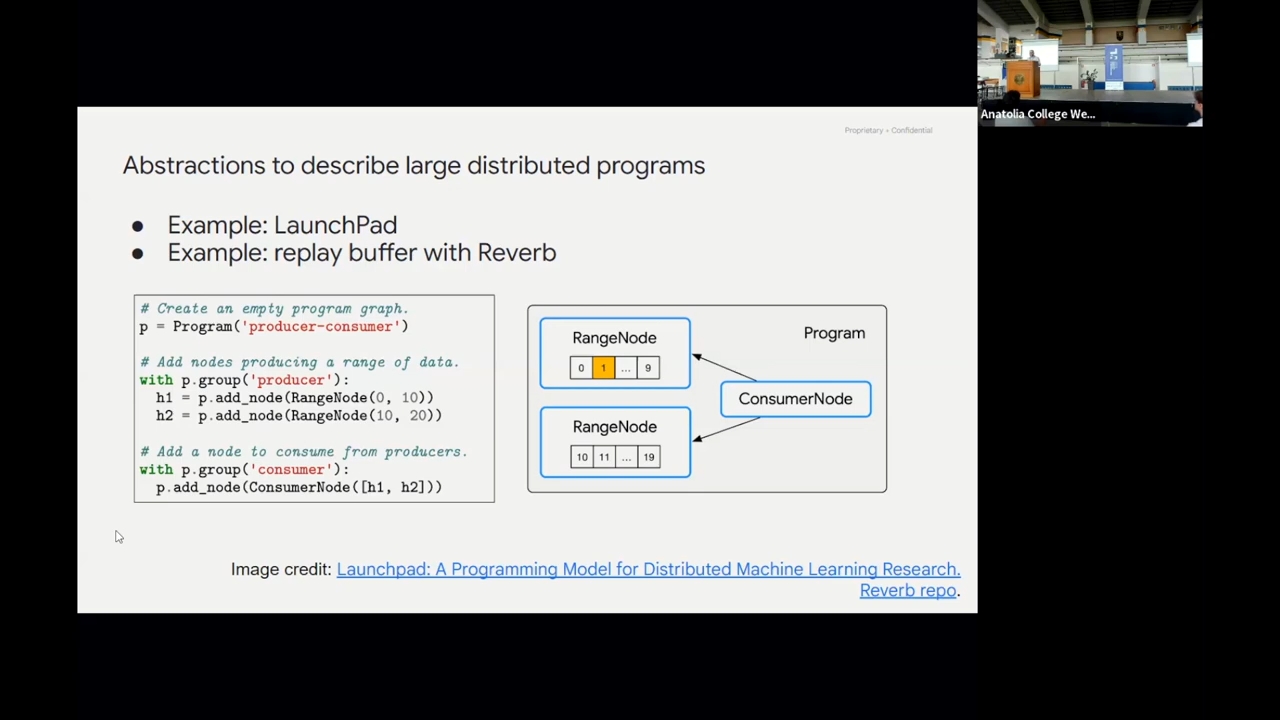 Proprietary + Confidential
Abstractions to describe large distributed programs
● Example: LaunchPad
● Example: replay buffer with Reverb
# Create an empty program graph.
p = Program('producer-consumer')
# Add nodes producing a range of data.
with p.group('producer'):
h1 = p.add_node(RangeNode(0, 10))
h2 = p.add_node(RangeNode(10, 20))
# Add a node to consume from producers.
with p.group('consumer'):
p.add_node(ConsumerNode([h1, h2]))
Program
RangeNode
0 1 ... 9
ConsumerNode
RangeNode
10 11 ... 19
Image credit: Launchpad: A Programming Model for Distributed Machine Learning Research.
Reverb repo.
Anatolia College We...